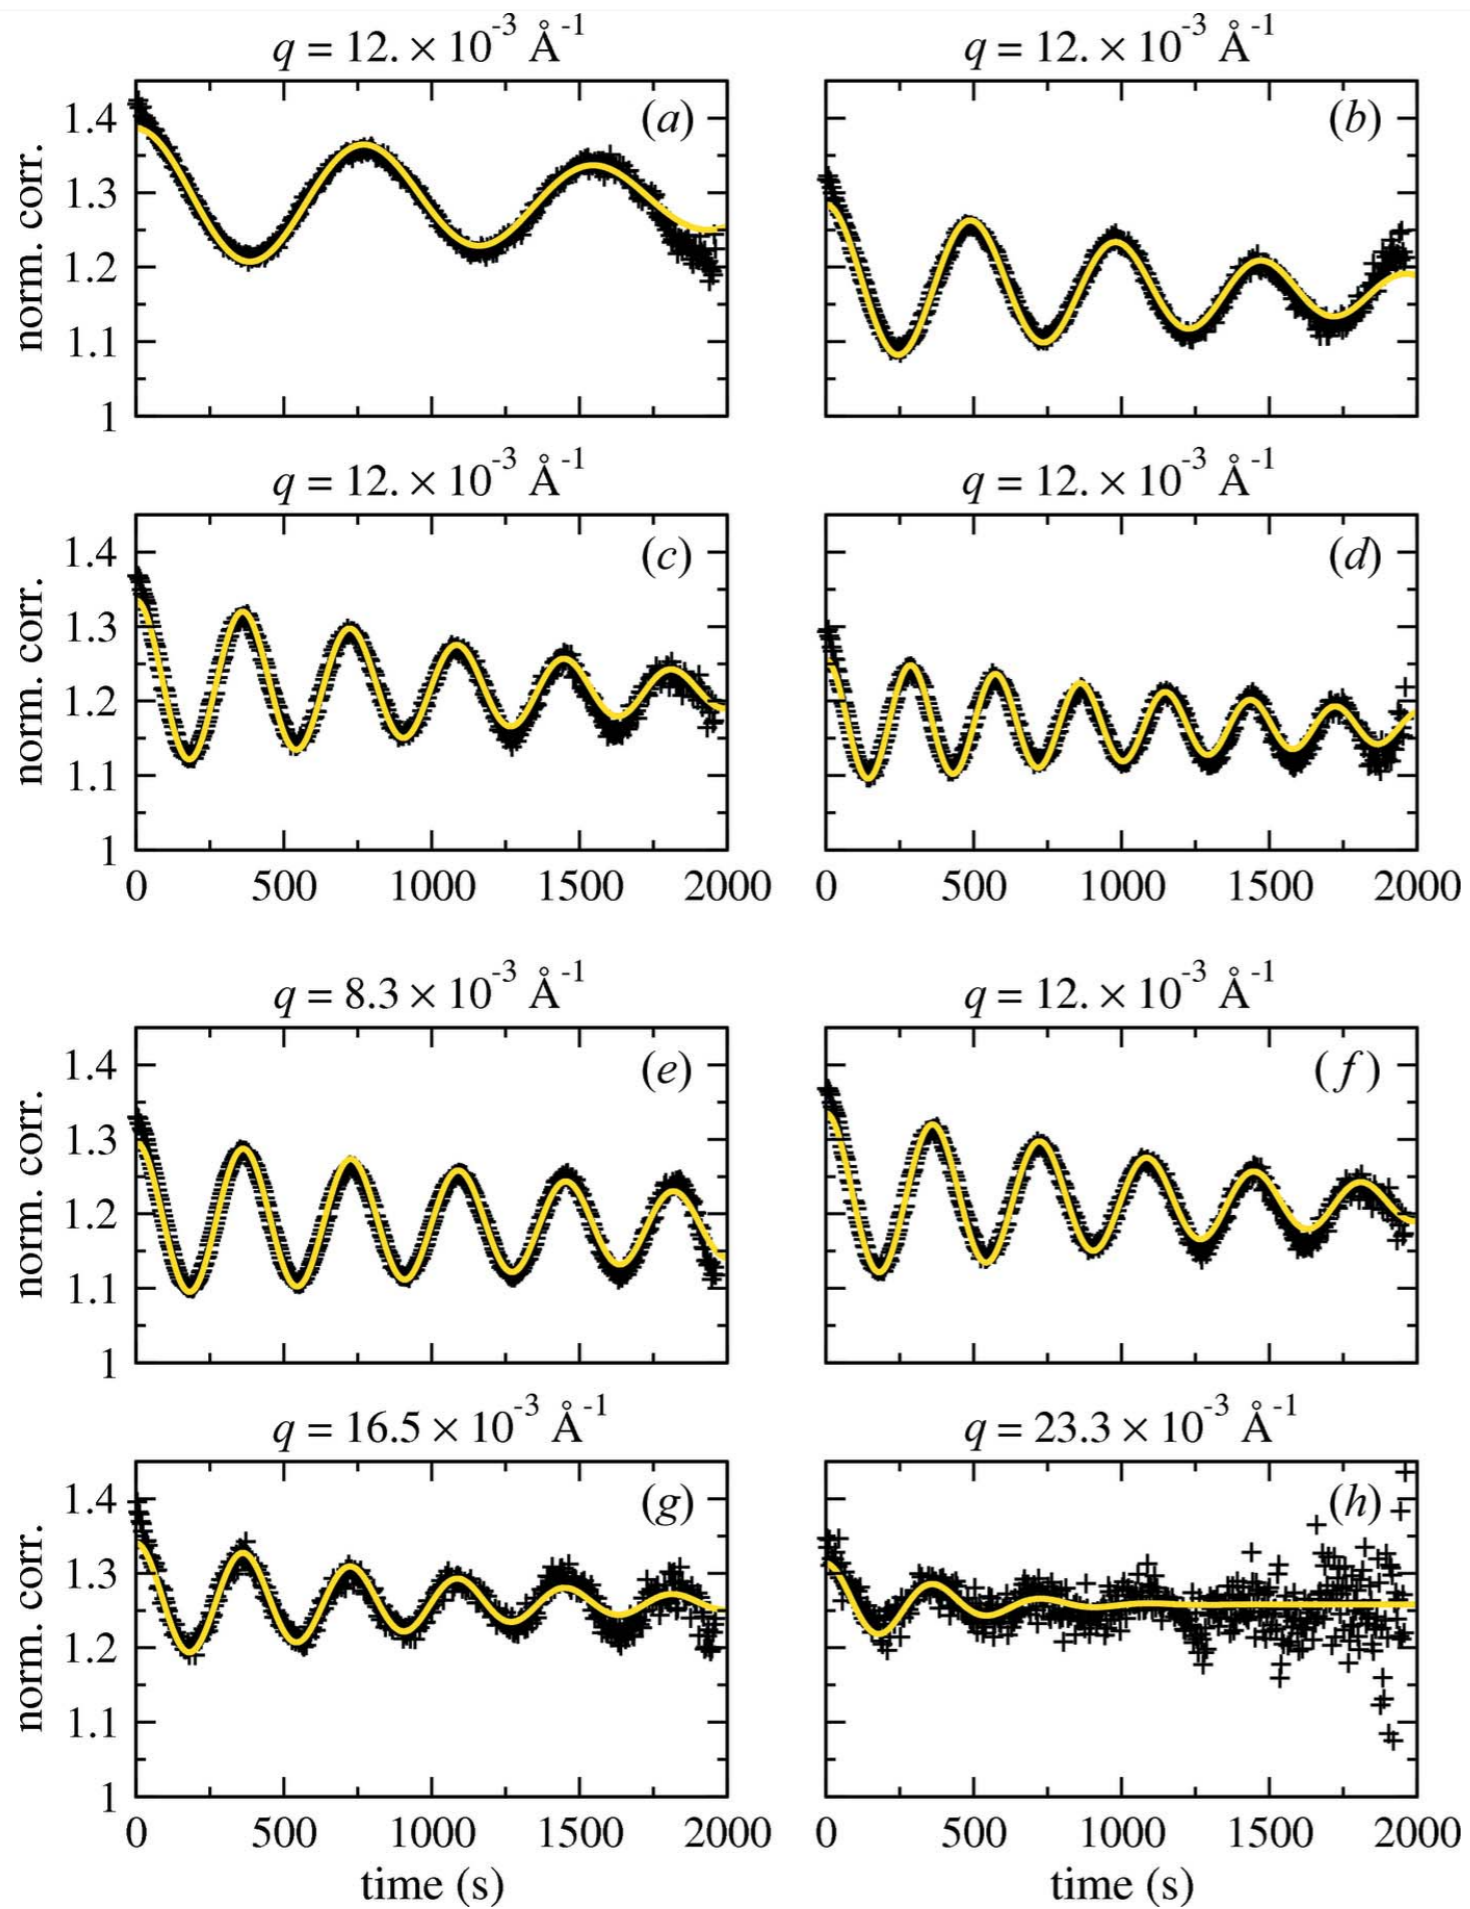 q = 12. × 10⁻³ Å⁻¹
q = 12. × 10⁻³ Å⁻¹
(a)
(b)
1.4
1.3
1.2
1.1
1
norm. corr.
q = 12. × 10⁻³ Å⁻¹
q = 12. × 10⁻³ Å⁻¹
(c)
(d)
1.4
1.3
1.2
1.1
1
norm. corr.
0 500 1000 1500 2000
0 500 1000 1500 2000
q = 8.3 × 10⁻³ Å⁻¹
q = 12. × 10⁻³ Å⁻¹
(e)
(f)
1.4
1.3
1.2
1.1
1
norm. corr.
q = 16.5 × 10⁻³ Å⁻¹
q = 23.3 × 10⁻³ Å⁻¹
(g)
(h)
1.4
1.3
1.2
1.1
1
norm. corr.
0 500 1000 1500 2000
0 500 1000 1500 2000
time (s)
time (s)